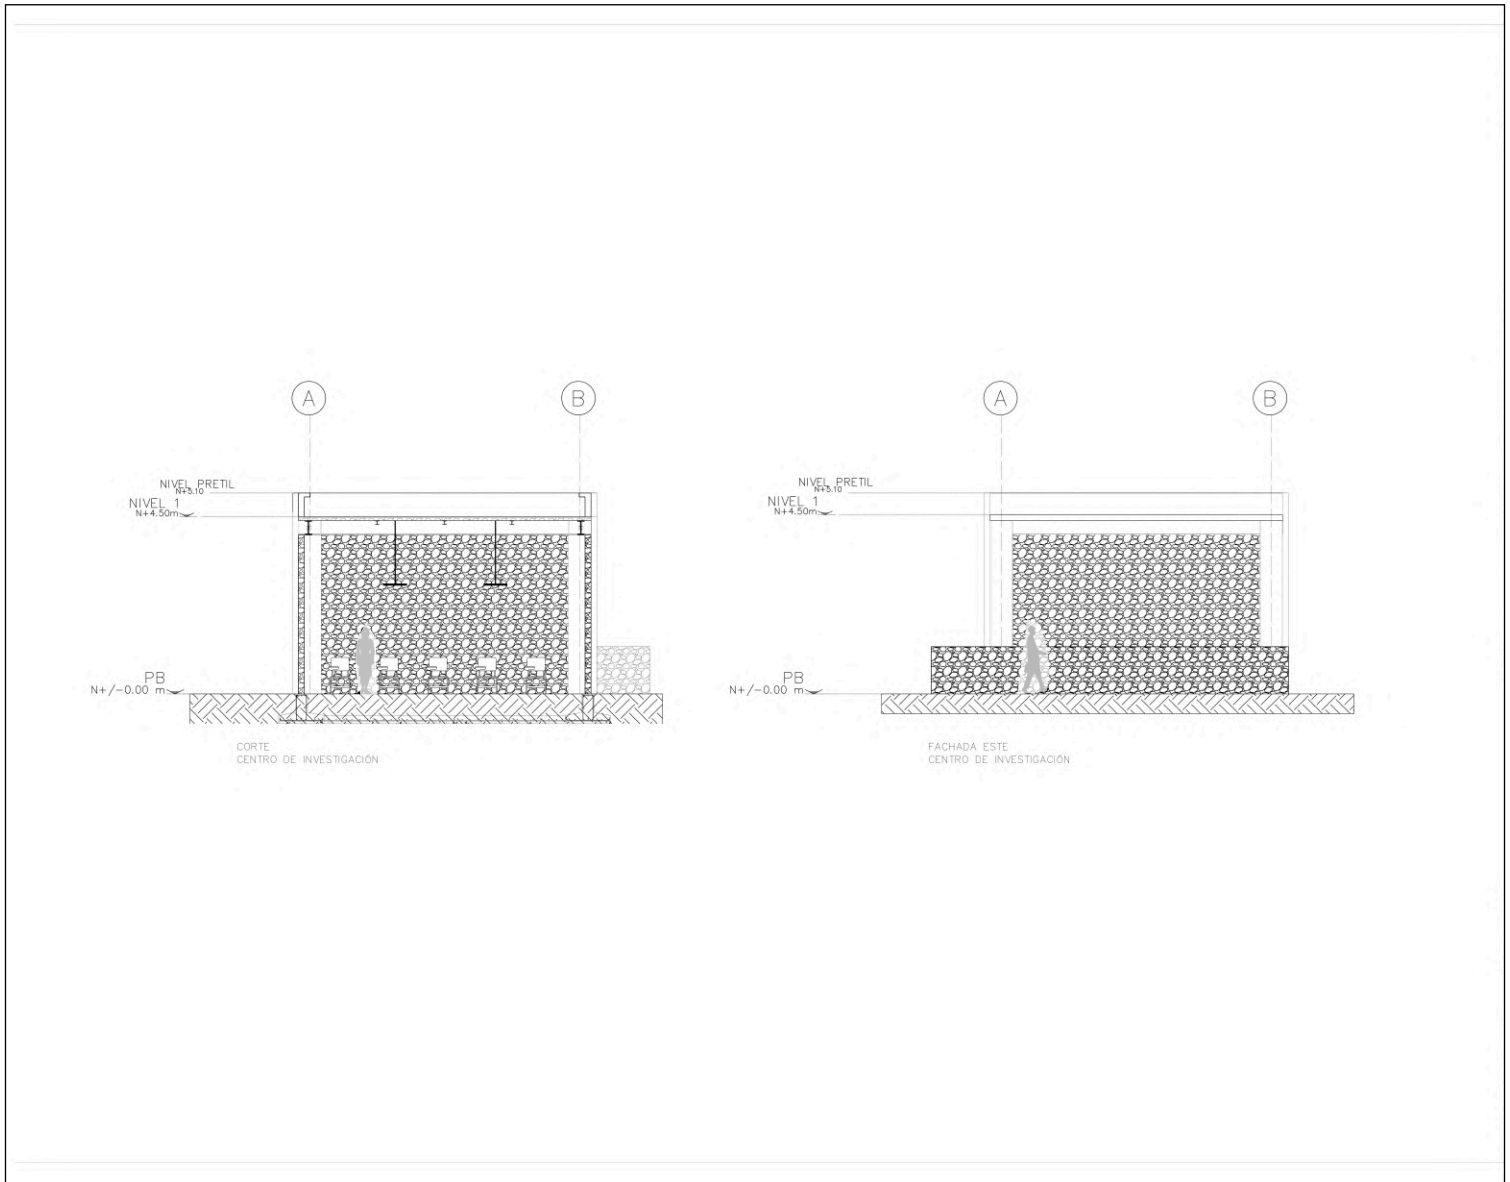 A
B
NIVEL PRETIL
N+5.10
NIVEL 1
N+4.50m
PB
N+/-0.00 m
CORTE
CENTRO DE INVESTIGACIÓN
A
B
NIVEL PRETIL
N+5.10
NIVEL 1
N+4.50m
PB
N+/-0.00 m
FACHADA ESTE
CENTRO DE INVESTIGACIÓN